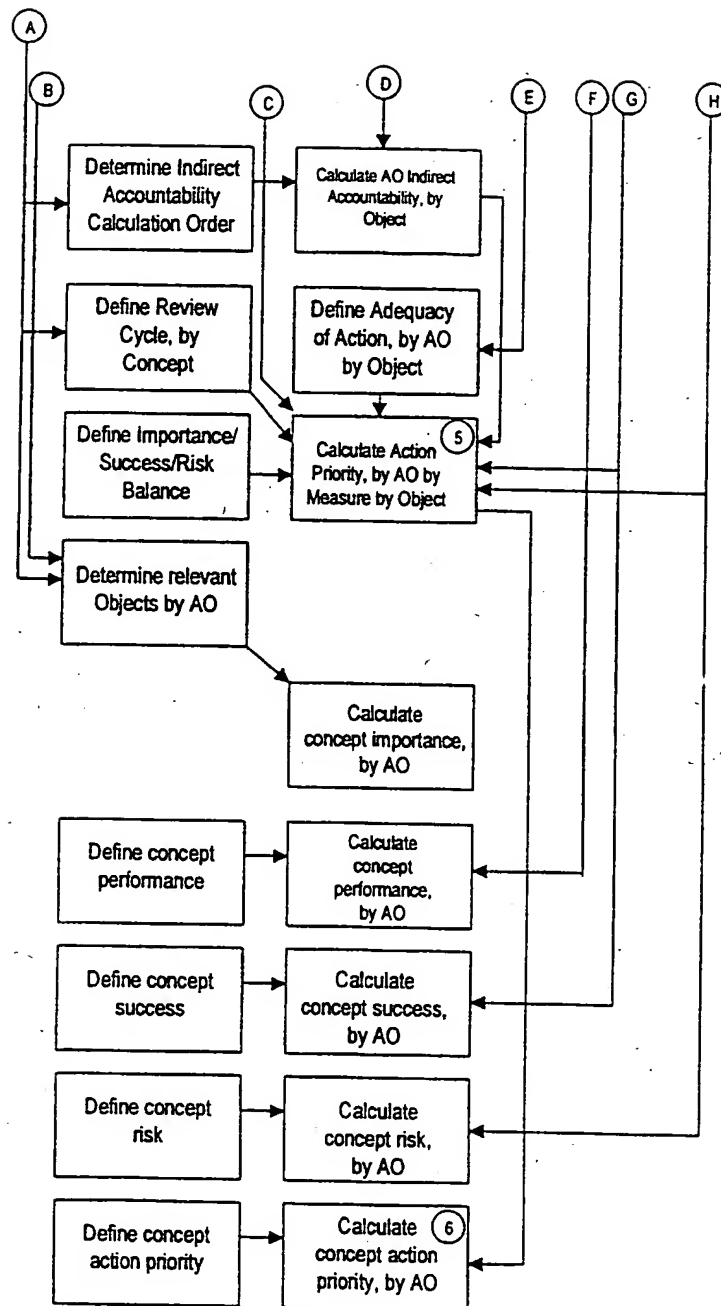 A
B
C
D
E
F
G
H
Determine Indirect
Accountability
Calculation Order
Calculate AO Indirect
Accountability, by
Object
Define Review
Cycle, by
Concept
Define Adequacy
of Action, by AO
by Object
Define Importance/
Success/Risk
Balance
5
Calculate Action
Priority, by AO by
Measure by Object
Determine relevant
Objects by AO
Calculate
concept importance,
by AO
Define concept
performance
Calculate
concept
performance,
by AO
Define concept
success
Calculate
concept success,
by AO
Define concept
risk
Calculate
concept risk,
by AO
Define concept
action priority
6
Calculate
concept action
priority, by AO